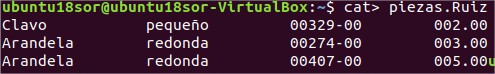 ubuntu18sor@ubuntu18sor-VirtualBox:~$ cat> piezas.Ruiz
Clavo pequeño 00329-00 002.00
Arandela redonda 00274-00 003.00
Arandela redonda 00407-00 005.00u